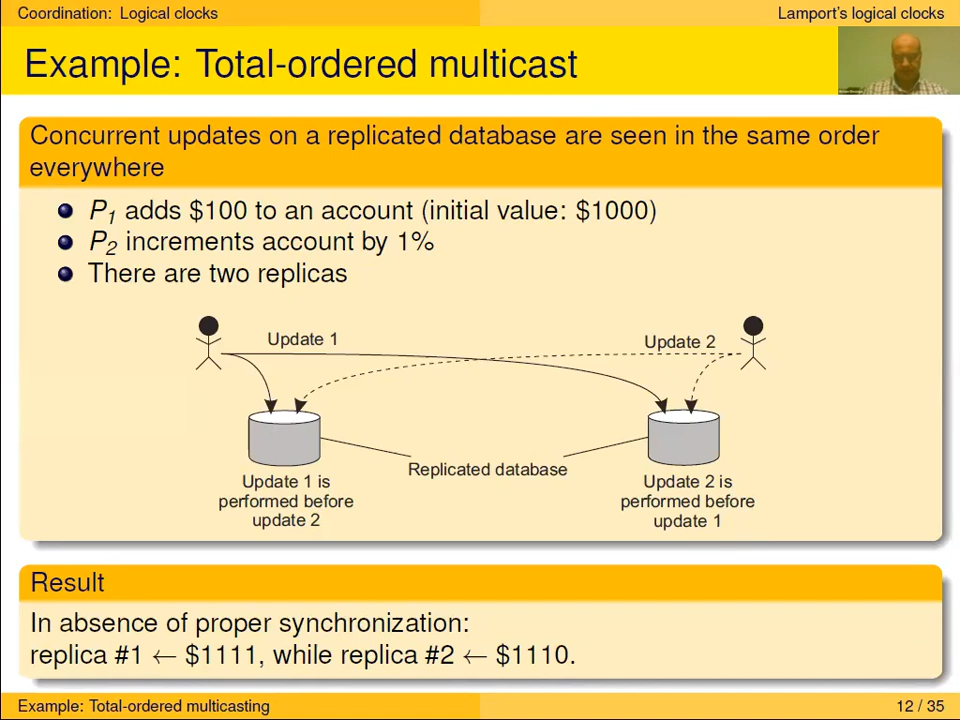 Coordination: Logical clocks
Lamport's logical clocks
Example: Total-ordered multicast
Concurrent updates on a replicated database are seen in the same order
everywhere
P1 adds $100 to an account (initial value: $1000)
P2 increments account by 1%
There are two replicas
Update 1
Update 2
Replicated database
Update 1 is
performed before
update 2
Update 2 is
performed before
update 1
Result
In absence of proper synchronization:
replica #1 ← $1111, while replica #2 ← $1110.
Example: Total-ordered multicasting
12 / 35